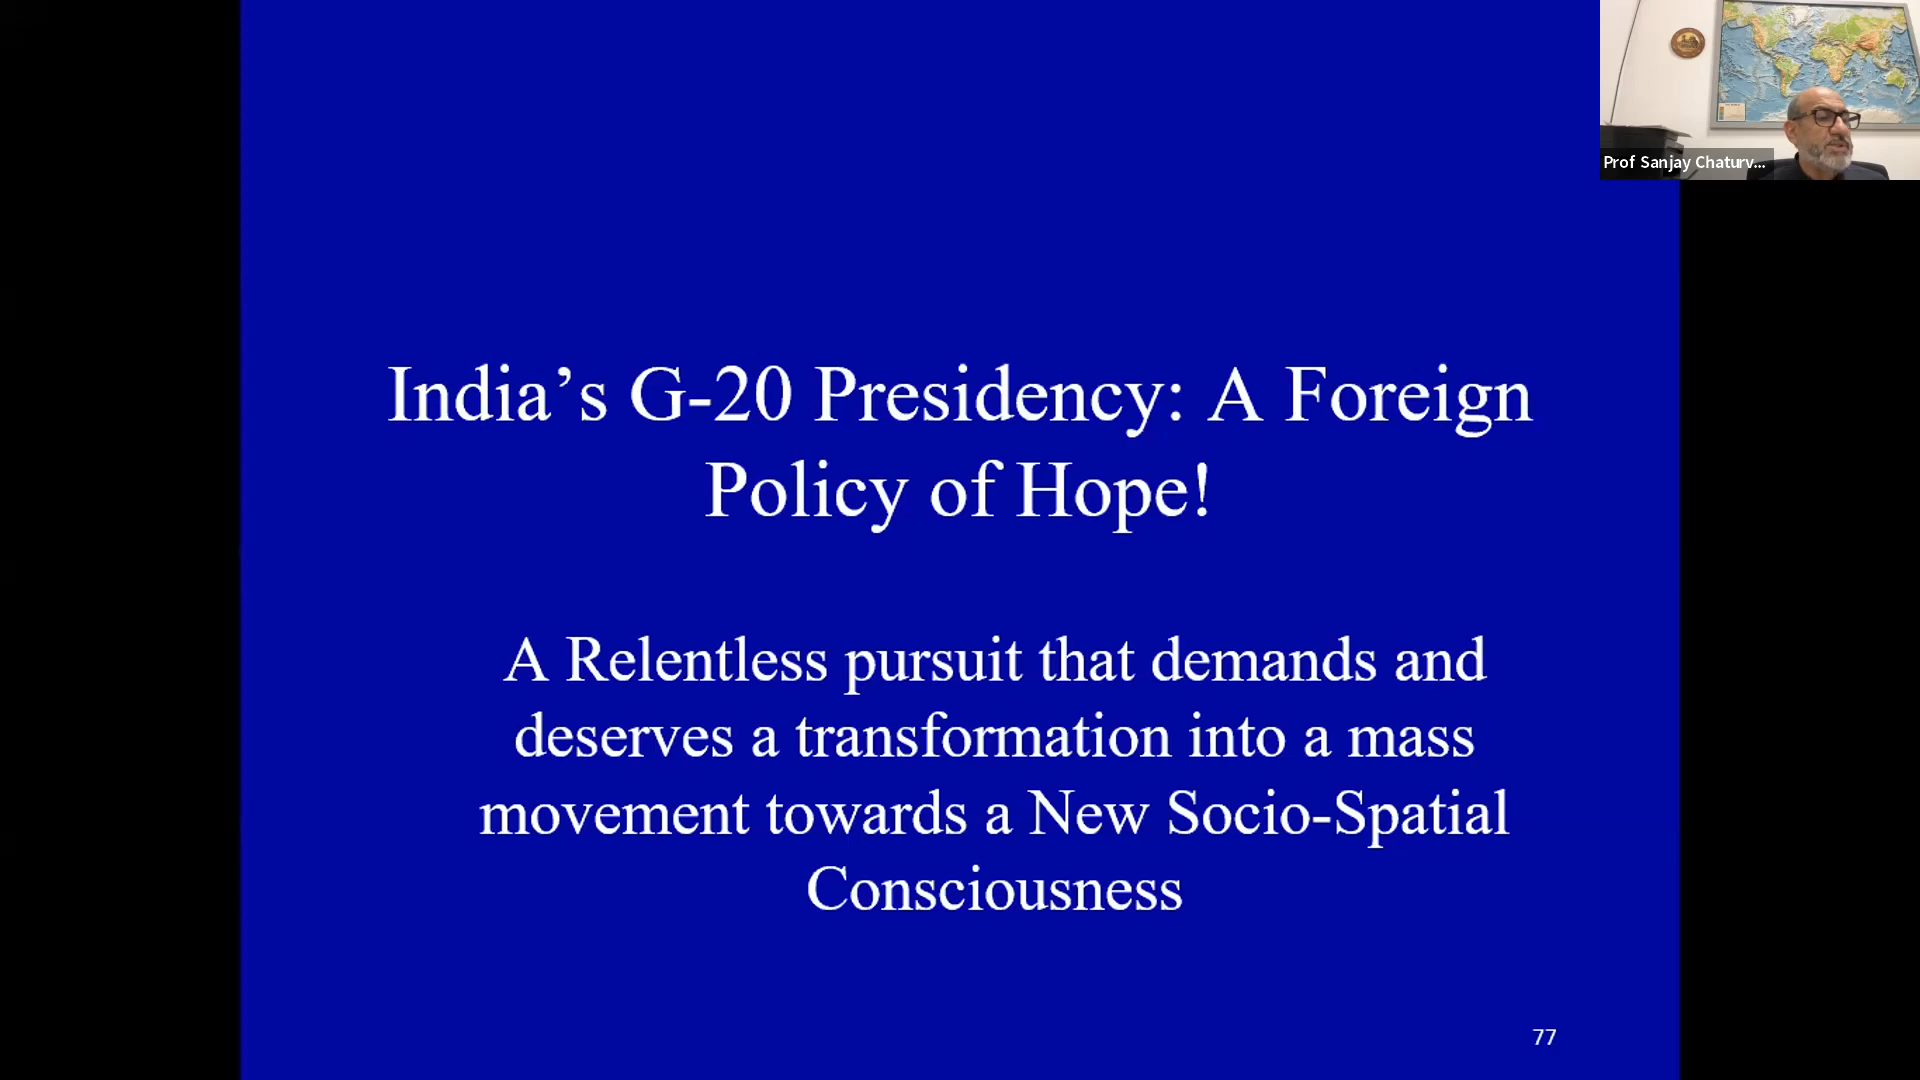 Prof Sanjay Chaturv...
India’s G-20 Presidency: A Foreign
Policy of Hope!
A Relentless pursuit that demands and
deserves a transformation into a mass
movement towards a New Socio-Spatial
Consciousness
77